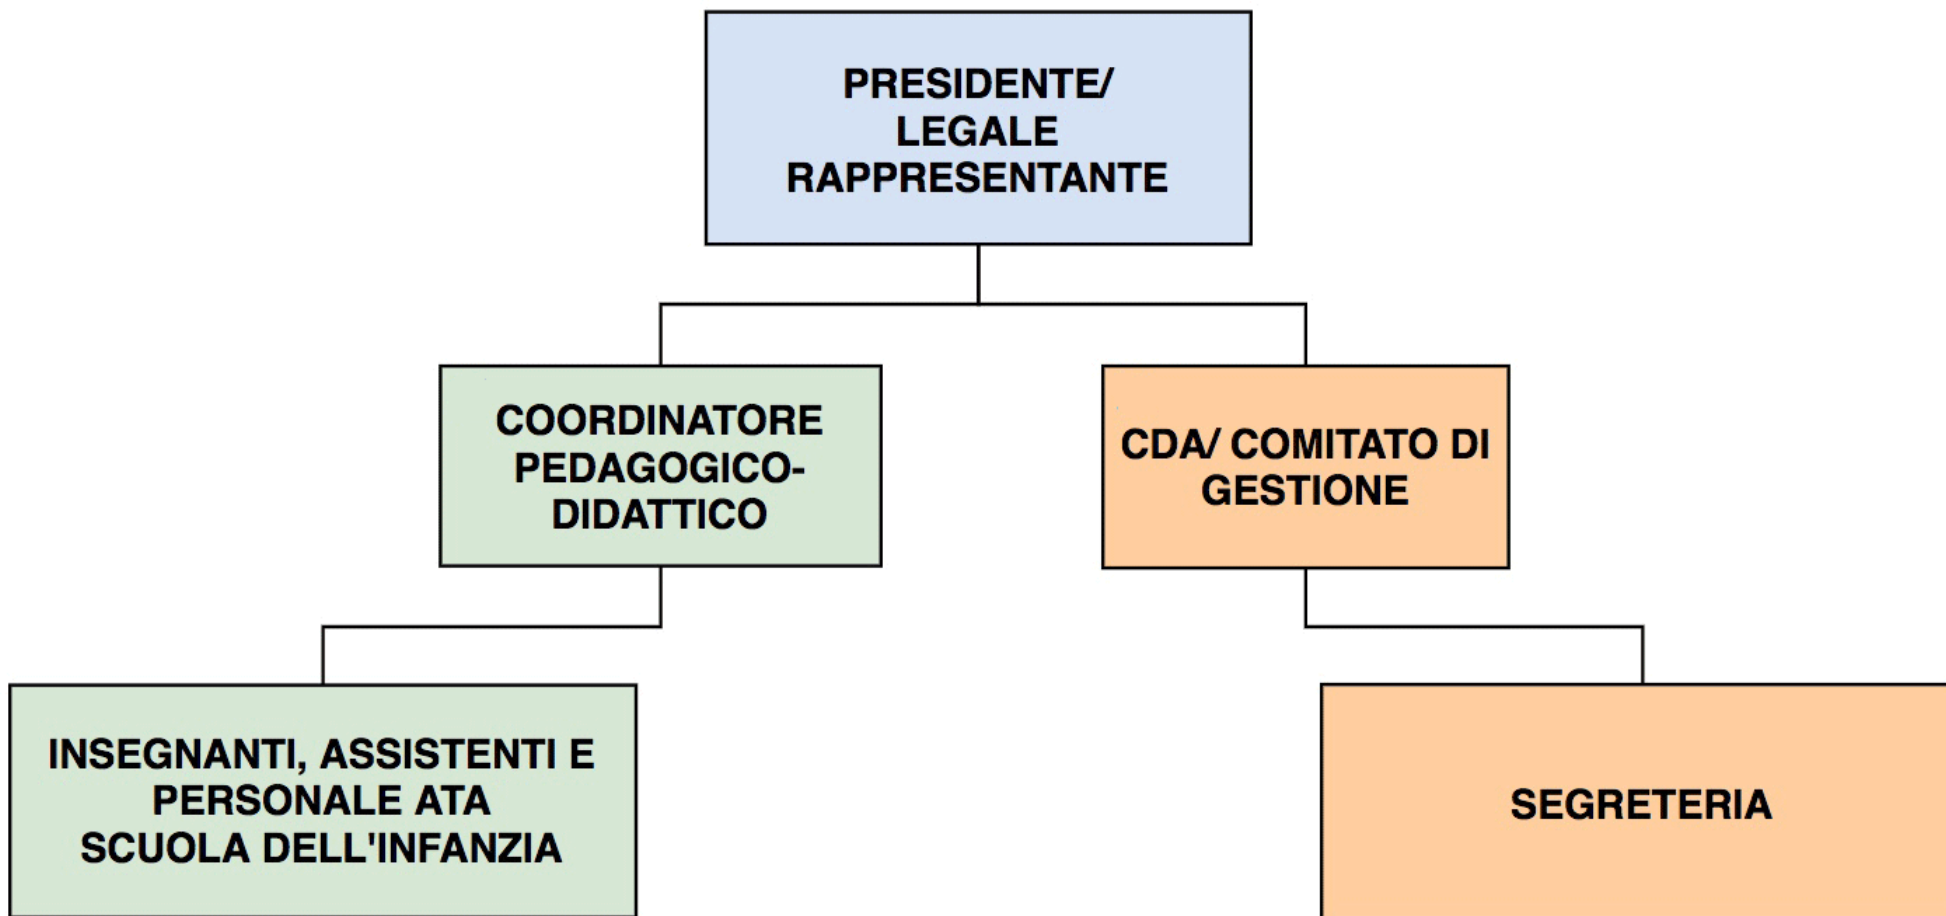 PRESIDENTE/
LEGALE
RAPPRESENTANTE
COORDINATORE
PEDAGOGICO-
DIDATTICO
CDA/ COMITATO DI
GESTIONE
INSEGNANTI, ASSISTENTI E
PERSONALE ATA
SCUOLA DELL'INFANZIA
SEGRETERIA